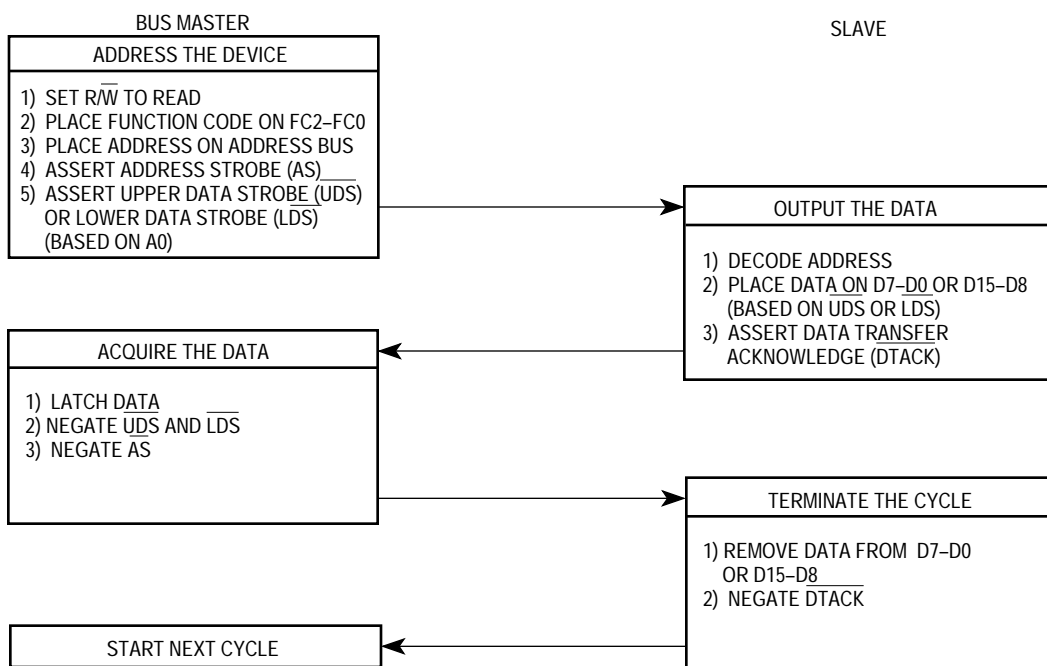 BUS MASTER
SLAVE
ADDRESS THE DEVICE
1) SET R/W TO READ
2) PLACE FUNCTION CODE ON FC2–FC0
3) PLACE ADDRESS ON ADDRESS BUS
4) ASSERT ADDRESS STROBE (AS)
5) ASSERT UPPER DATA STROBE (UDS)
OR LOWER DATA STROBE (LDS)
(BASED ON A0)
OUTPUT THE DATA
1) DECODE ADDRESS
2) PLACE DATA ON D7–D0 OR D15–D8
(BASED ON UDS OR LDS)
3) ASSERT DATA TRANSFER
ACKNOWLEDGE (DTACK)
ACQUIRE THE DATA
1) LATCH DATA
2) NEGATE UDS AND LDS
3) NEGATE AS
TERMINATE THE CYCLE
1) REMOVE DATA FROM D7–D0
OR D15–D8
2) NEGATE DTACK
START NEXT CYCLE